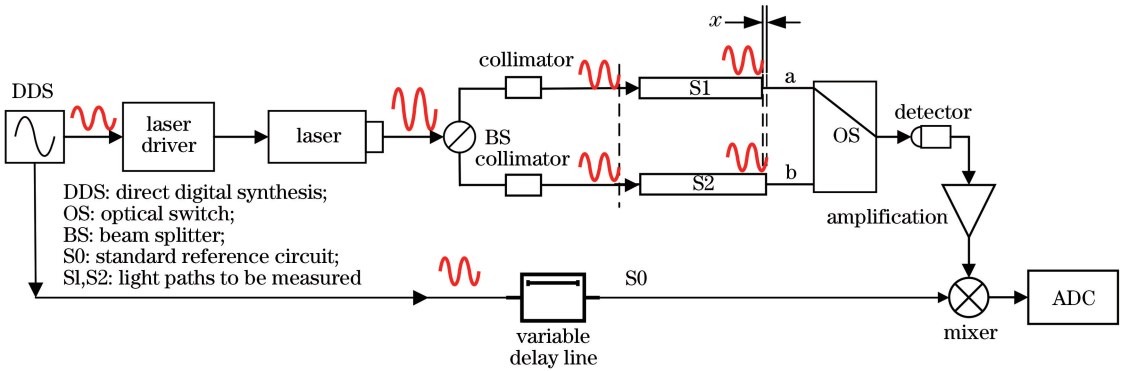 x
collimator
DDS
S1
a
laser
driver
laser
BS
OS
detector
collimator
S2
b
DDS: direct digital synthesis;
OS: optical switch;
BS: beam splitter;
S0: standard reference circuit;
Sl,S2: light paths to be measured
amplification
S0
ADC
variable
delay line
mixer